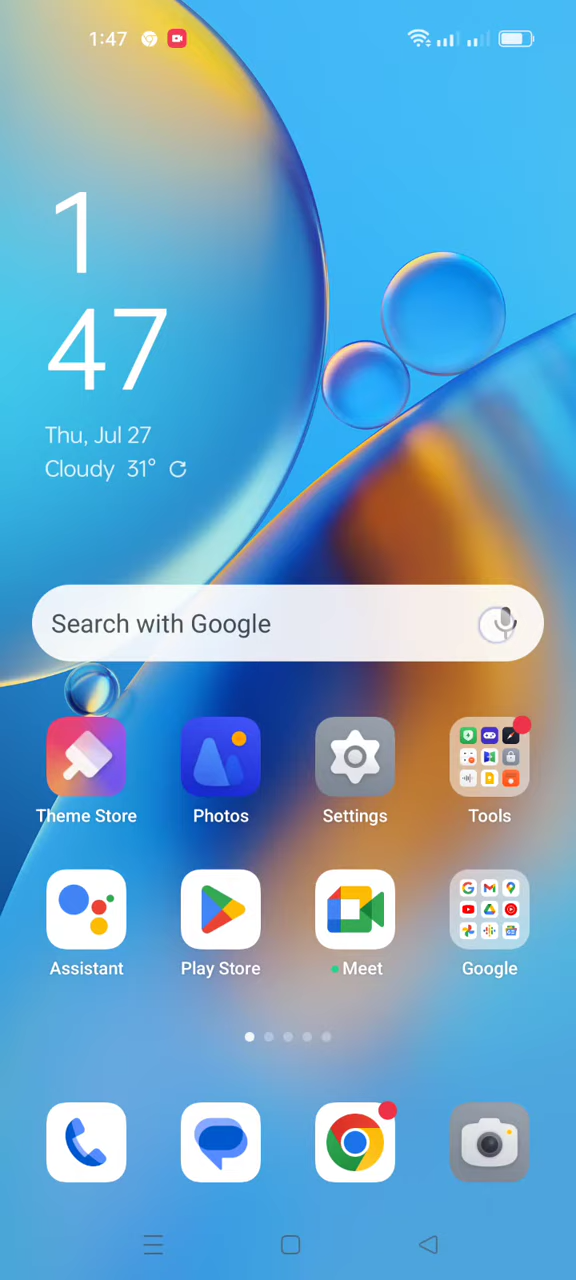 1:47
1
47
Thu, Jul 27
Cloudy 31°
Search with Google
Theme Store
Photos
Settings
Tools
Assistant
Play Store
Meet
Google